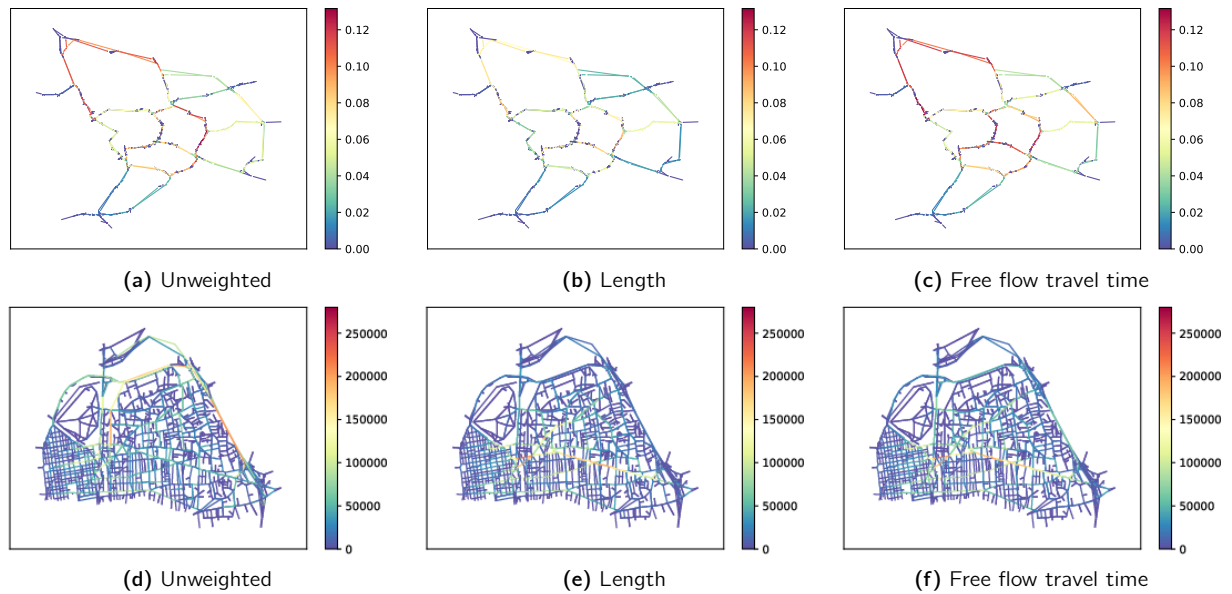 0.12 0.12 0.12
0.10 0.10 0.10
0.08 0.08 0.08
0.06 0.06 0.06
0.04 0.04 0.04
0.02 0.02 0.02
0.00 0.00 0.00
(a) Unweighted (b) Length (c) Free flow travel time
250000 250000 250000
200000 200000 200000
150000 150000 150000
100000 100000 100000
50000 50000 50000
0 0 0
(d) Unweighted (e) Length (f) Free flow travel time